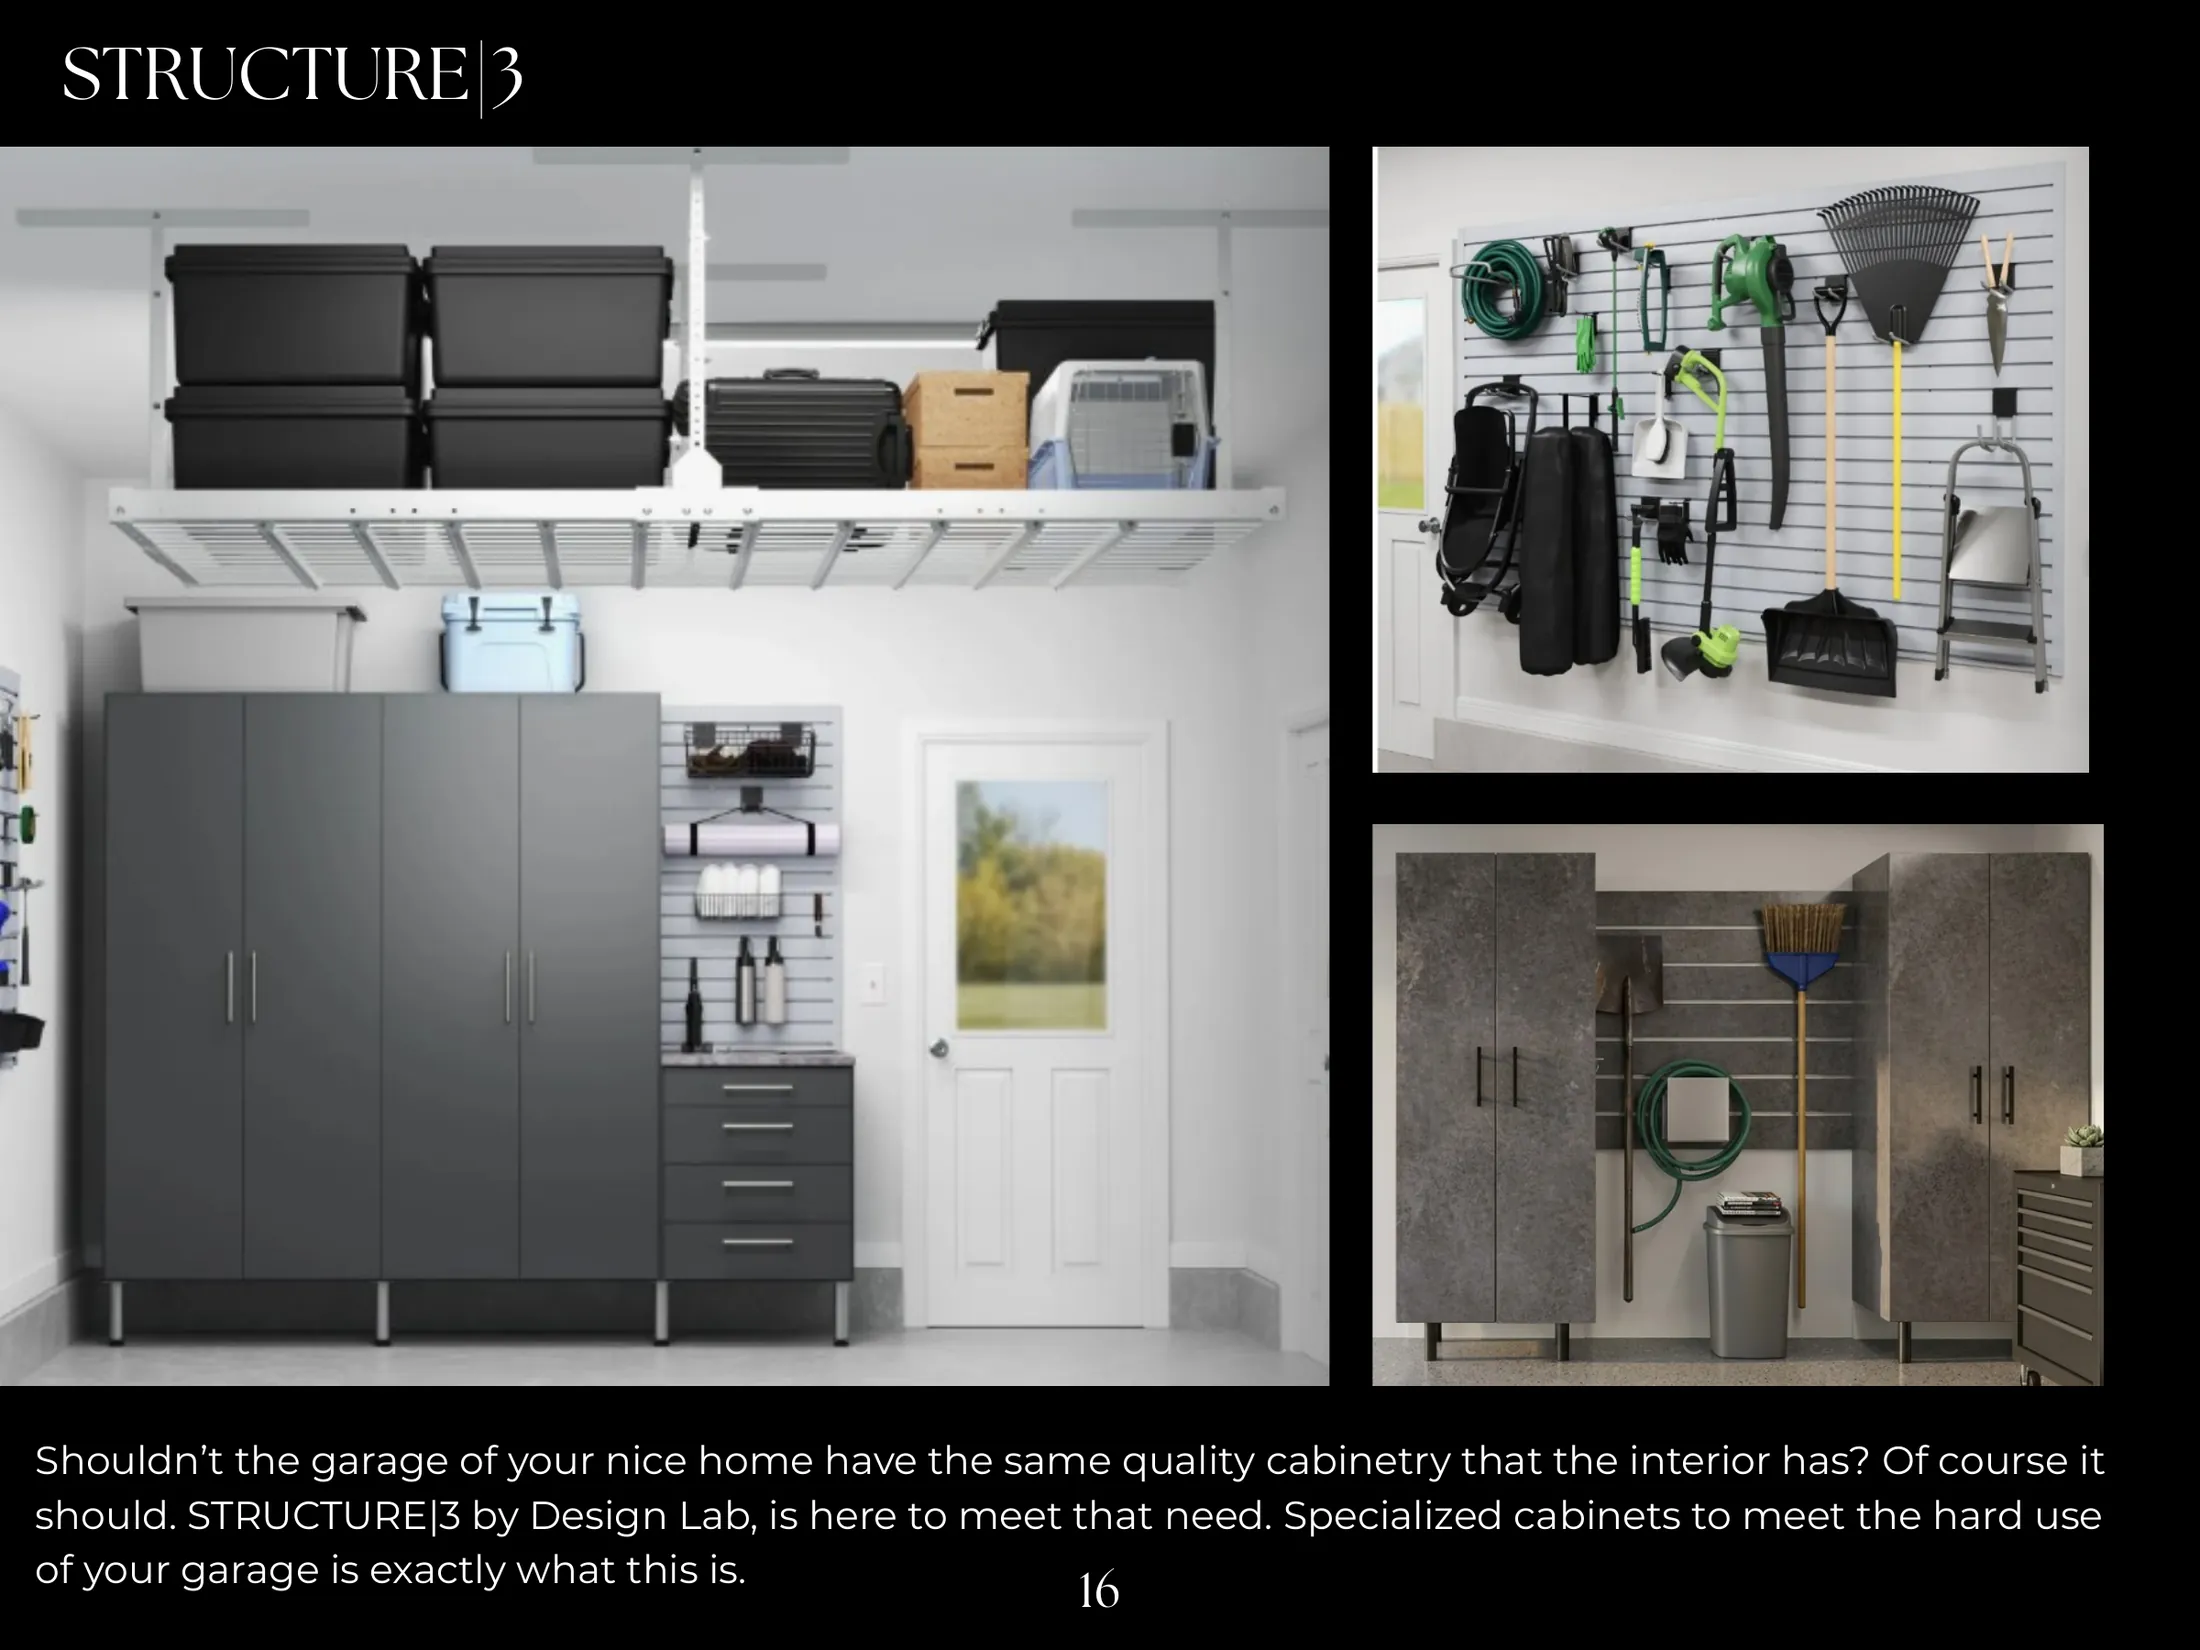 STRUCTURE|3
Shouldn’t the garage of your nice home have the same quality cabinetry that the interior has? Of course it
should. STRUCTURE|3 by Design Lab, is here to meet that need. Specialized cabinets to meet the hard use
of your garage is exactly what this is.
16